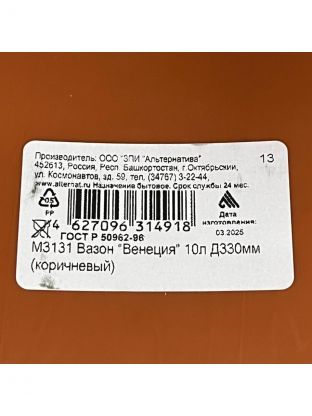 Производитель: ООО "ЗПИ "Альтернатива"
452613, Россия, Респ. Башкортостан, г.Октябрьский,
ул. Космонавтов, зд. 59, тел. (34767) 3-22-44,
www.alternat.ru Назначение бытовое. Срок службы 24 мес.
13
05
PP
4 627096 314918
Дата
изготовления:
03.2025
ГОСТ Р 50962-96
М3131 Вазон "Венеция" 10л Д330мм
(коричневый)